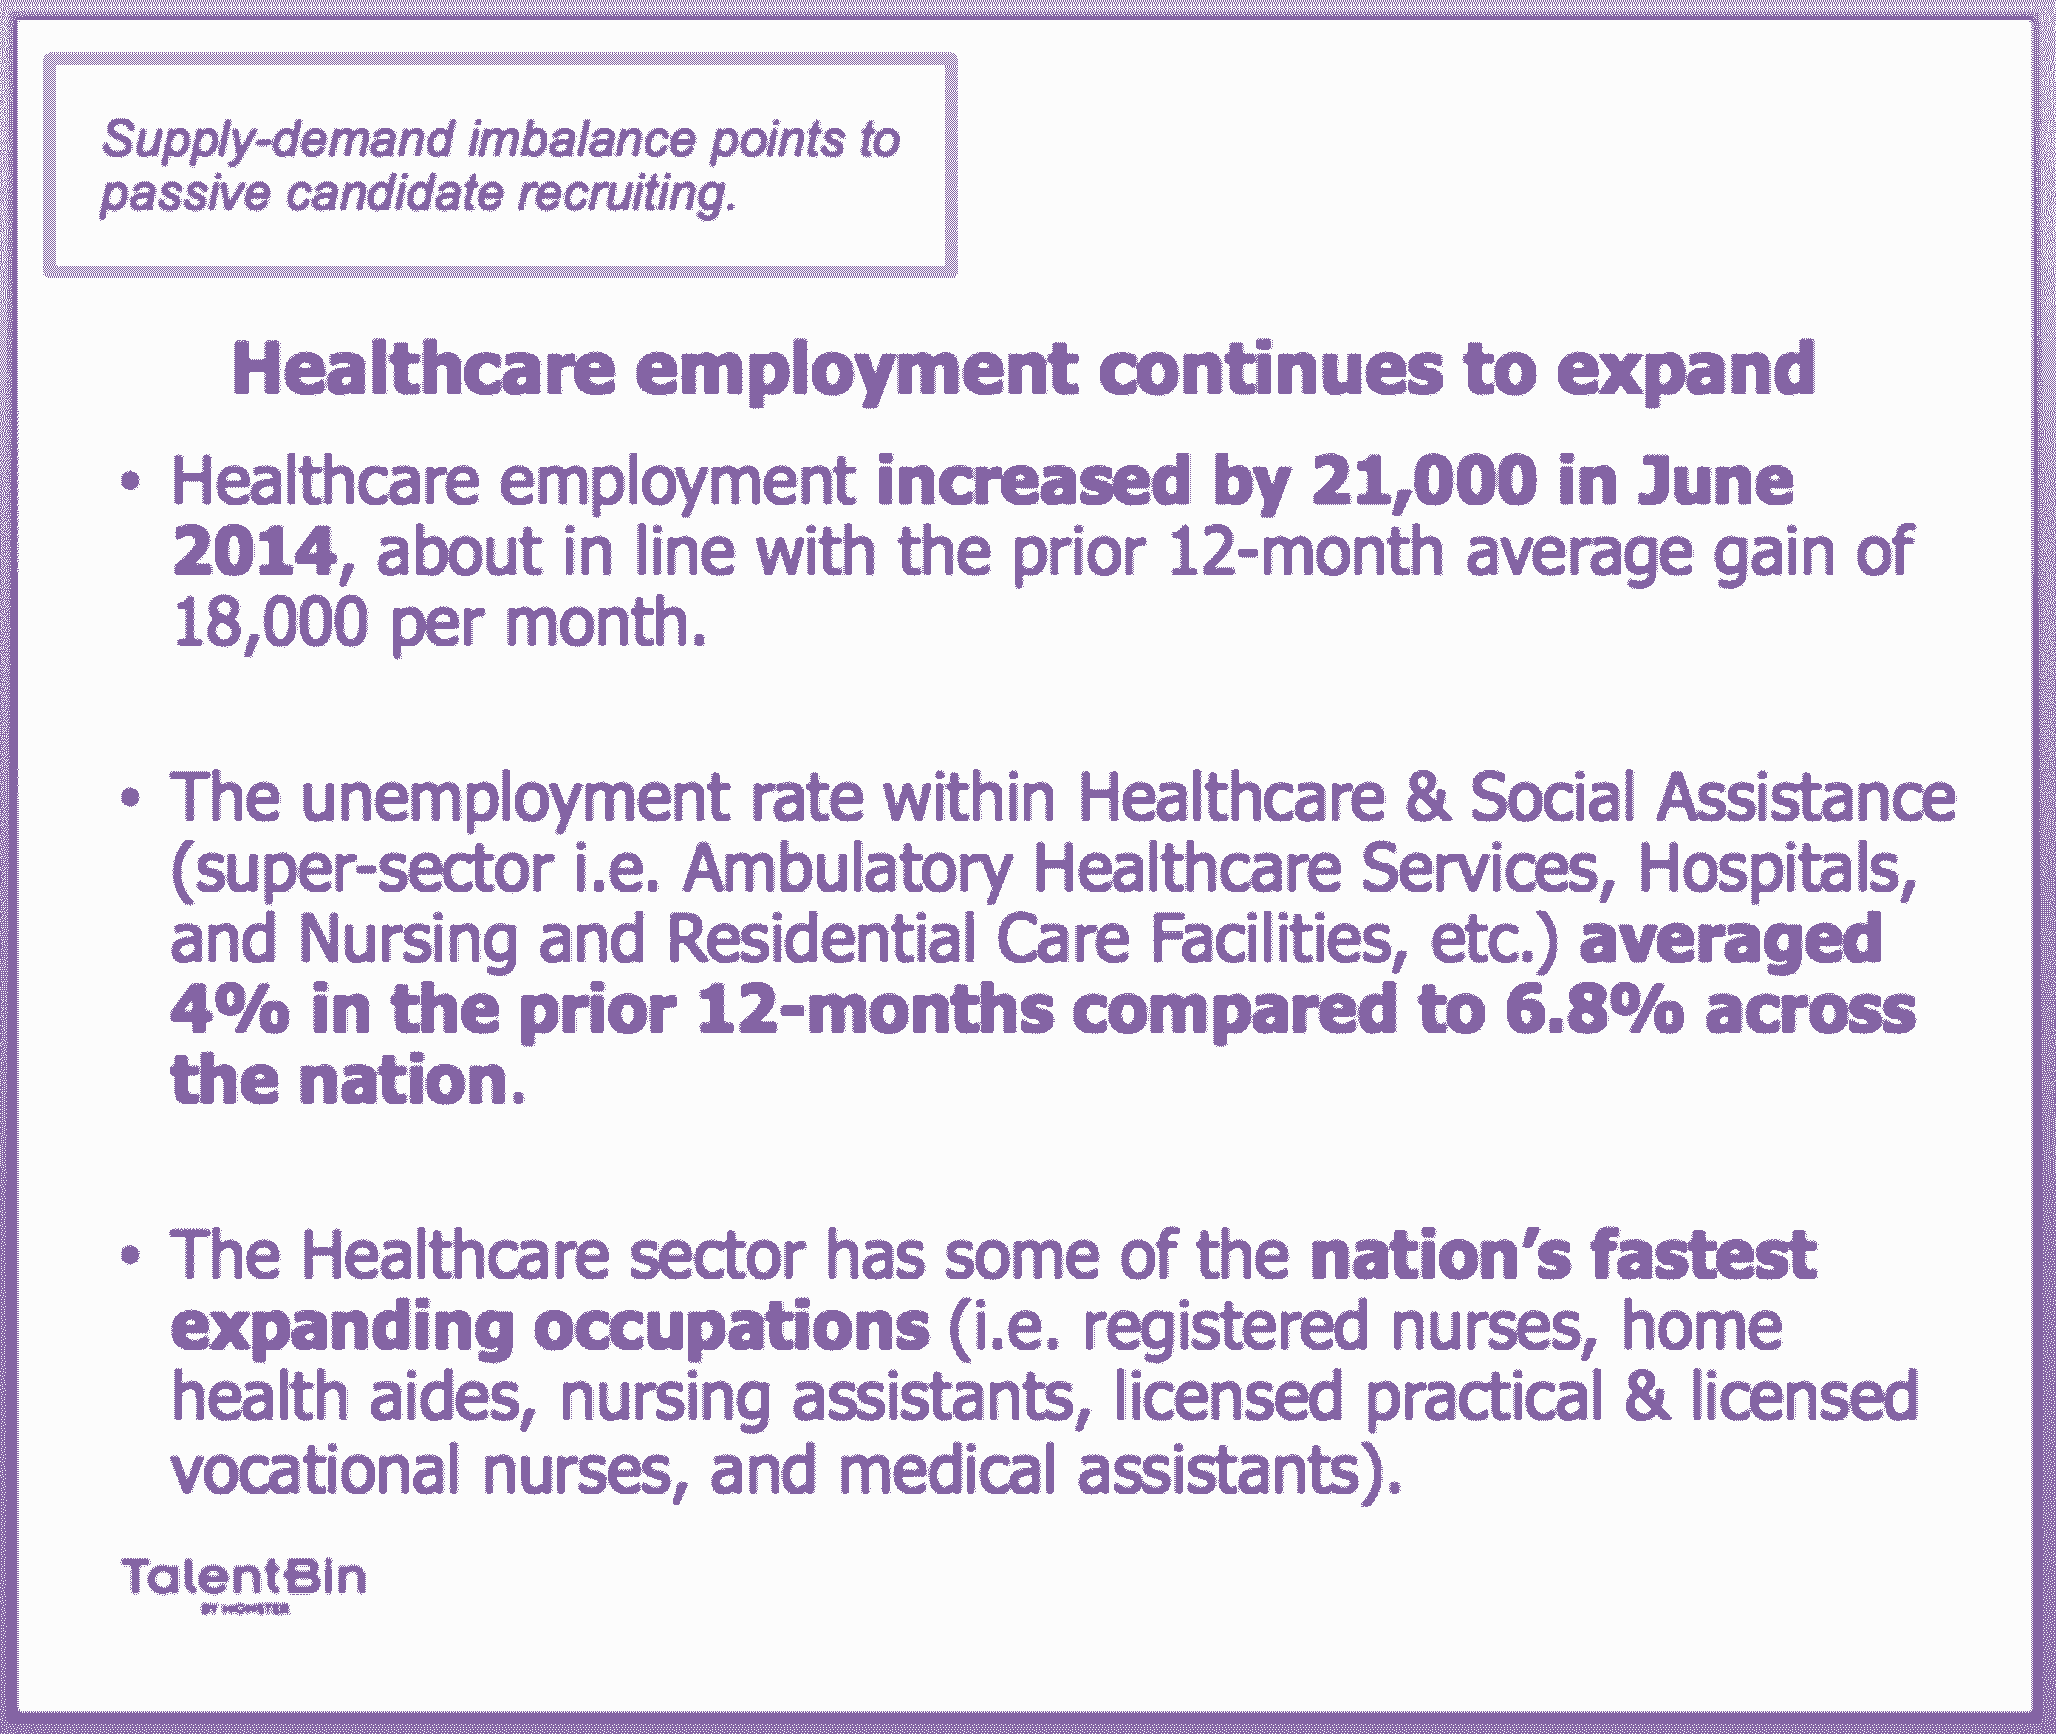 Supply-demand imbalance points to
passive candidate recruiting.
Healthcare employment continues to expand
• Healthcare employment increased by 21,000 in June
2014, about in line with the prior 12-month average gain of
18,000 per month.
• The unemployment rate within Healthcare & Social Assistance
(super-sector i.e. Ambulatory Healthcare Services, Hospitals,
and Nursing and Residential Care Facilities, etc.) averaged
4% in the prior 12-months compared to 6.8% across
the nation.
• The Healthcare sector has some of the nation’s fastest
expanding occupations (i.e. registered nurses, home
health aides, nursing assistants, licensed practical & licensed
vocational nurses, and medical assistants).
TalentBin
BY MONSTER